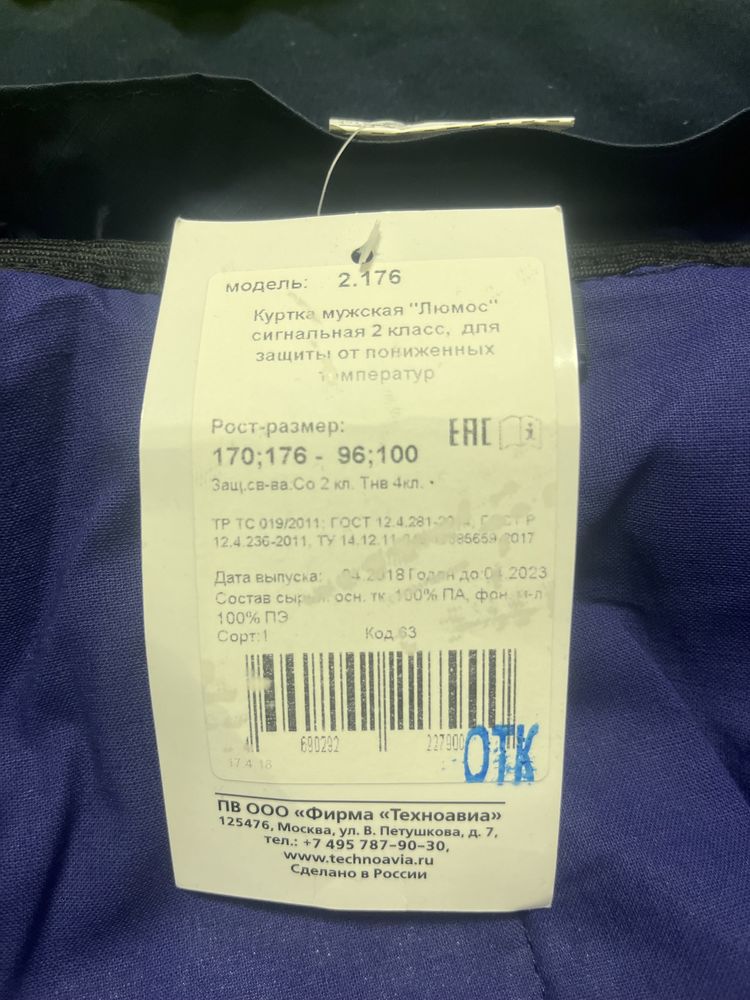 модель: 2.176
Куртка мужская "Люмос"
сигнальная 2 класс, для
защиты от пониженных
температур
Рост-размер:
170;176 - 96;100
EAC
Защ.св-ва:Со 2 кл. Тнв 4кл.
ТР ТС 019/2011; ГОСТ 12.4.281- ГОСТ Р
12.4.236-2011, ТУ 14.12.11
Дата выпуска: 04.2018 Годен до 04.2023
Состав осн. тк. 100% ПА, фон. м-л
100% ПЭ
Сорт:1 Код 63
4 690292 227900
17.4.18
ОТК
ПВ ООО «Фирма «Техноавиа»
125476, Москва, ул. В. Петушкова, д. 7,
тел.: +7 495 787-90-30,
www.technoavia.ru
Сделано в России